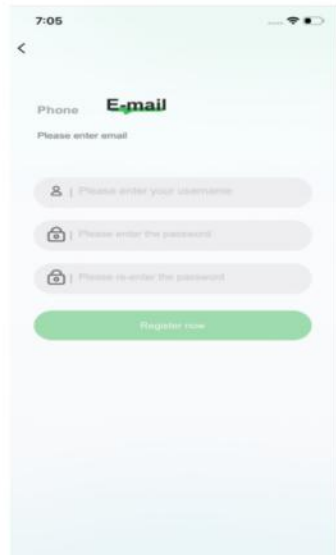 7:05
Phone E-mail
Please enter email
Please enter your username
Please enter the password
Please re-enter the password
Register now